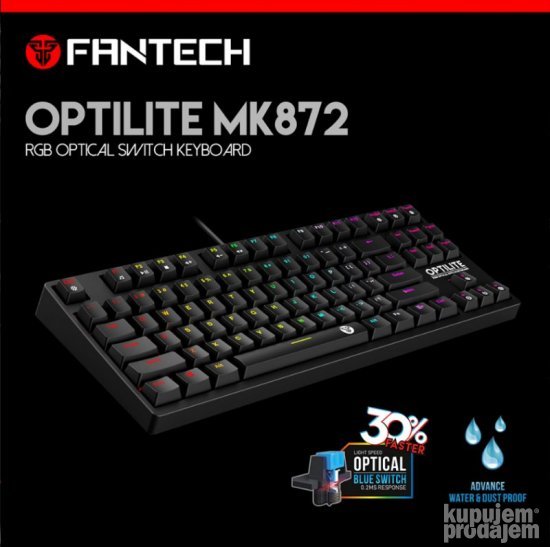 FANTECH
OPTILITE MK872
RGB OPTICAL SWITCH KEYBOARD
OPTILITE
30%
FASTER
LIGHT SPEED
OPTICAL
BLUE SWITCH
0.2MS RESPONSE
ADVANCE
WATER & DUST PROOF
kupujem
prodajem